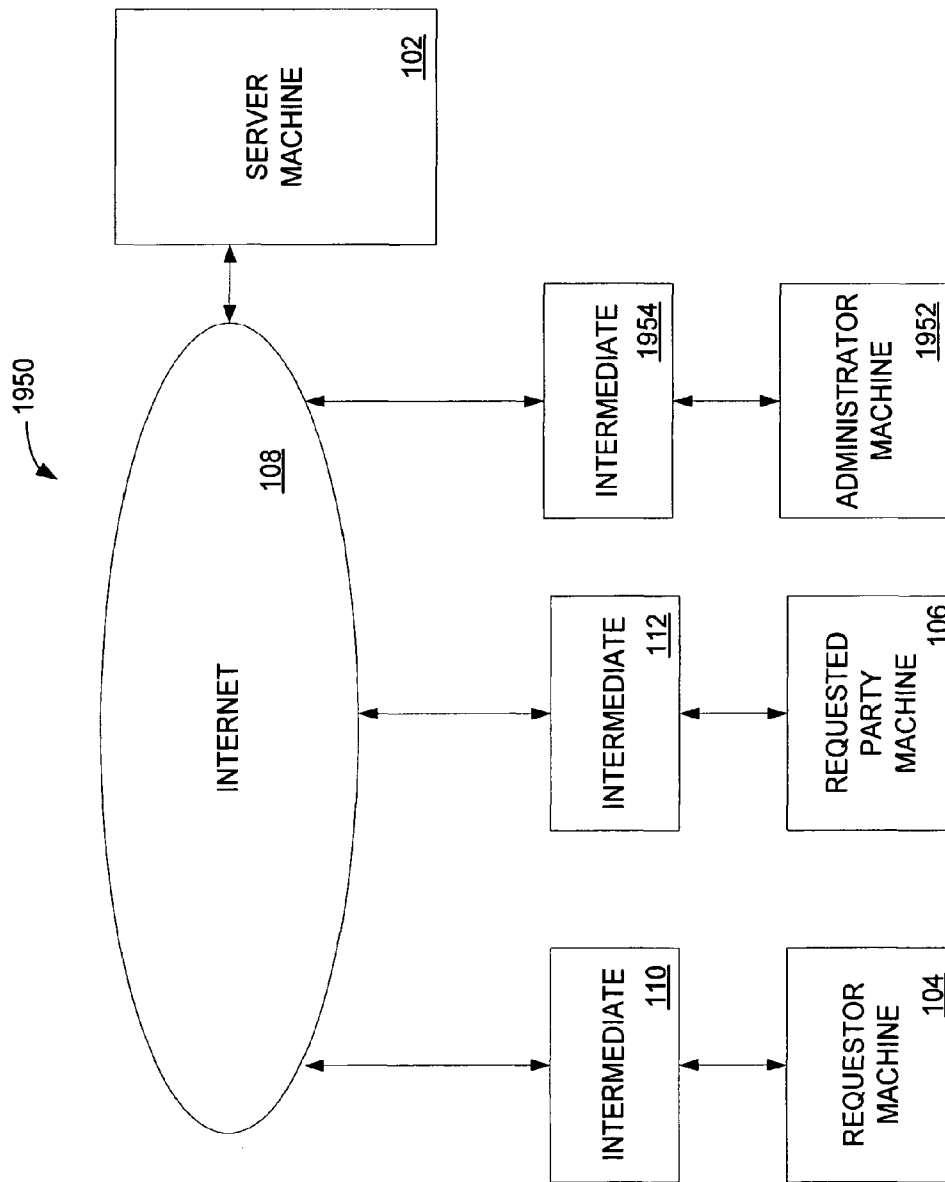 1950
INTERNET
108
SERVER
MACHINE
102
INTERMEDIATE
110
INTERMEDIATE
112
INTERMEDIATE
1954
REQUESTOR
MACHINE
104
REQUESTED
PARTY
MACHINE
106
ADMINISTRATOR
MACHINE
1952